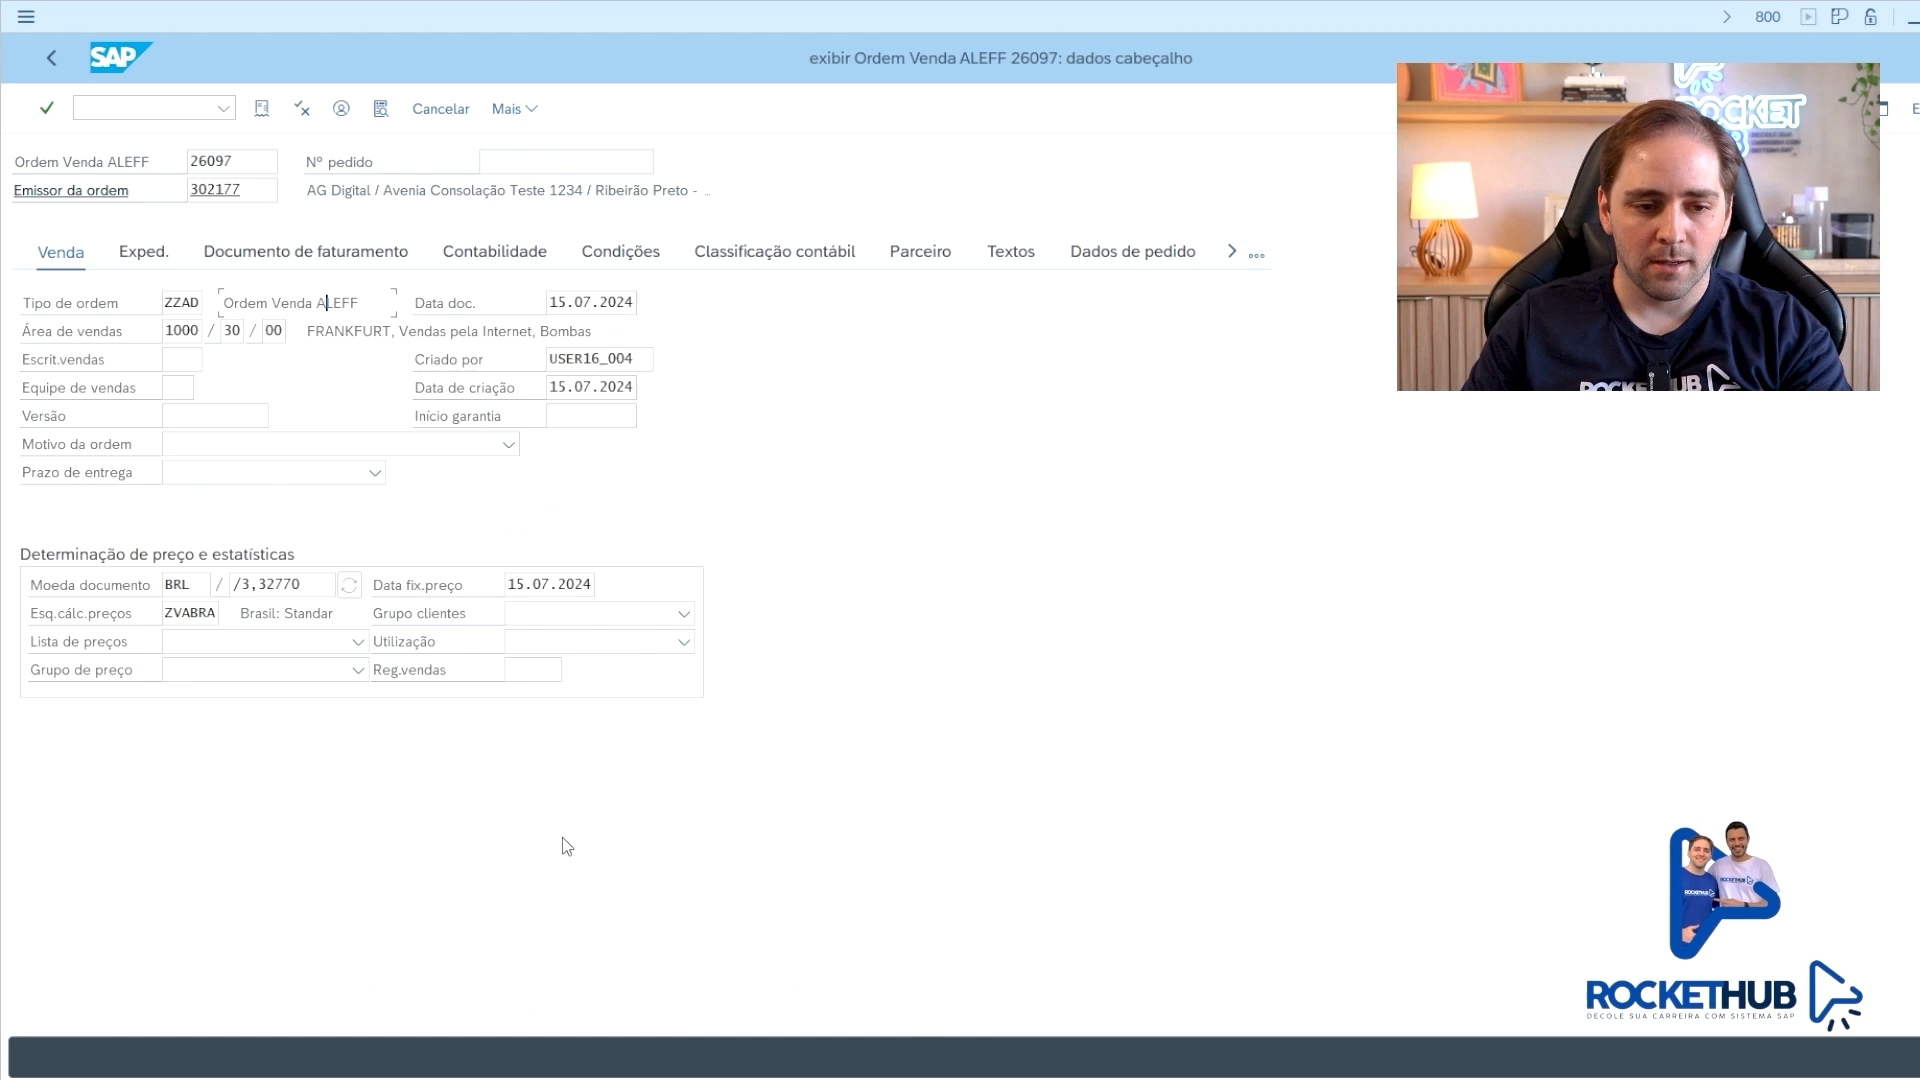 800
SAP
exibir Ordem Venda ALEFF 26097: dados cabeçalho
Cancelar Mais
E
Ordem Venda ALEFF 26097 Nº pedido
Emissor da ordem 302177 AG Digital / Avenia Consolação Teste 1234 / Ribeirão Preto - ...
Venda Exped. Documento de faturamento Contabilidade Condições Classificação contábil Parceiro Textos Dados de pedido
Tipo de ordem ZZAD Ordem Venda ALEFF Data doc. 15.07.2024
Área de vendas 1000 / 30 / 00 FRANKFURT, Vendas pela Internet, Bombas
Escrit.vendas Criado por USER16_004
Equipe de vendas Data de criação 15.07.2024
Versão Início garantia
Motivo da ordem
Prazo de entrega
Determinação de preço e estatísticas
Moeda documento BRL / /3,32770 Data fix.preço 15.07.2024
Esq.cálc.preços ZVABRA Brasil: Standar Grupo clientes
Lista de preços Utilização
Grupo de preço Reg.vendas
ROCKET
ROCKETHUB
ROCKETHUB
ROCKETHUB
ROCKETHUB
DECOLE SUA CARREIRA COM SISTEMA SAP